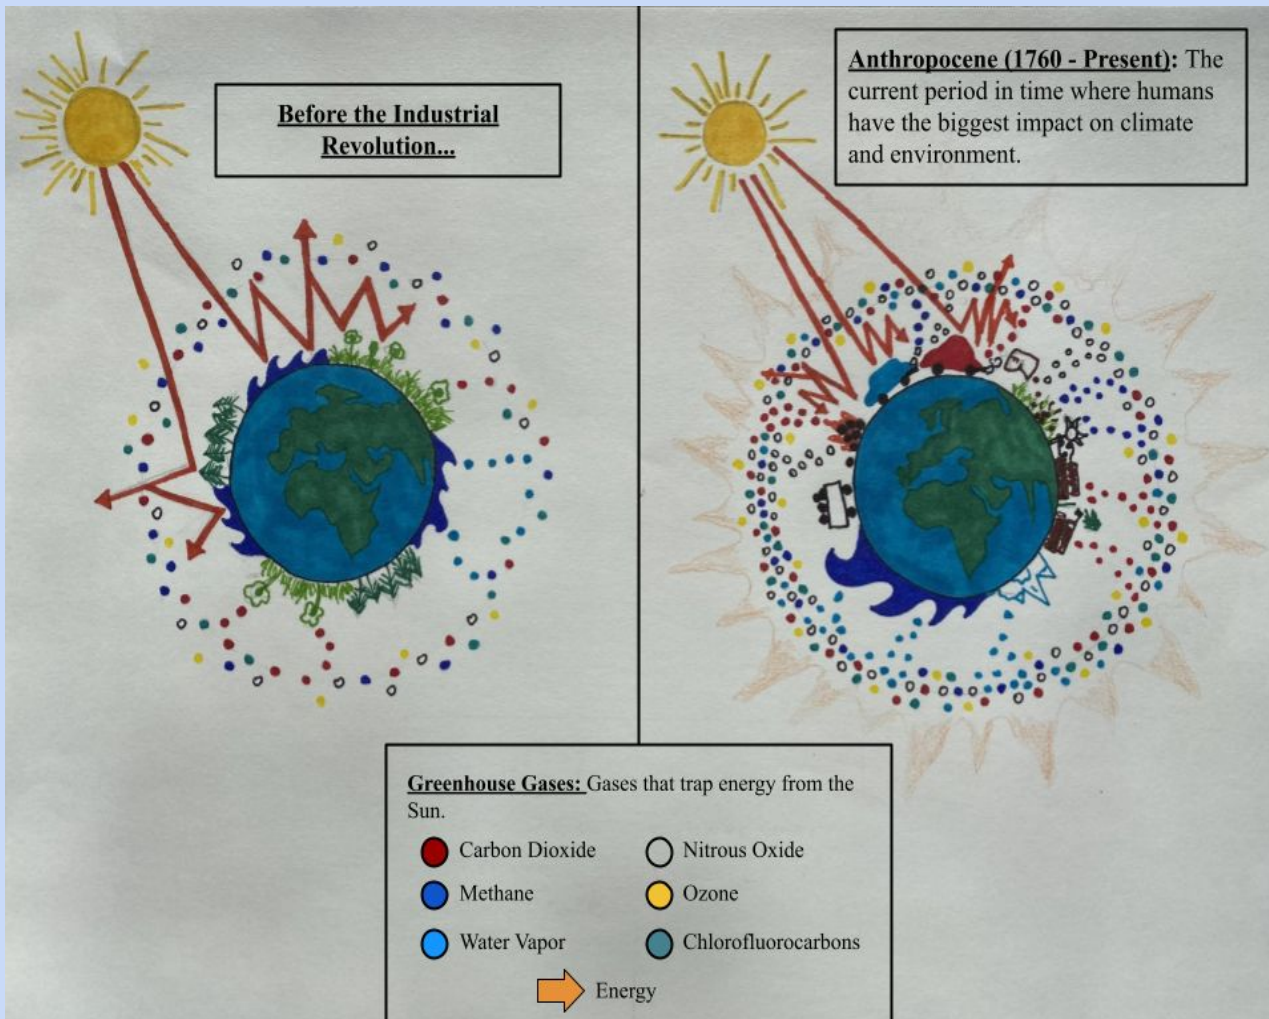 Before the Industrial
Revolution...
Anthropocene (1760 - Present): The
current period in time where humans
have the biggest impact on climate
and environment.
Greenhouse Gases: Gases that trap energy from the
Sun.
Carbon Dioxide
Nitrous Oxide
Methane
Ozone
Water Vapor
Chlorofluorocarbons
Energy